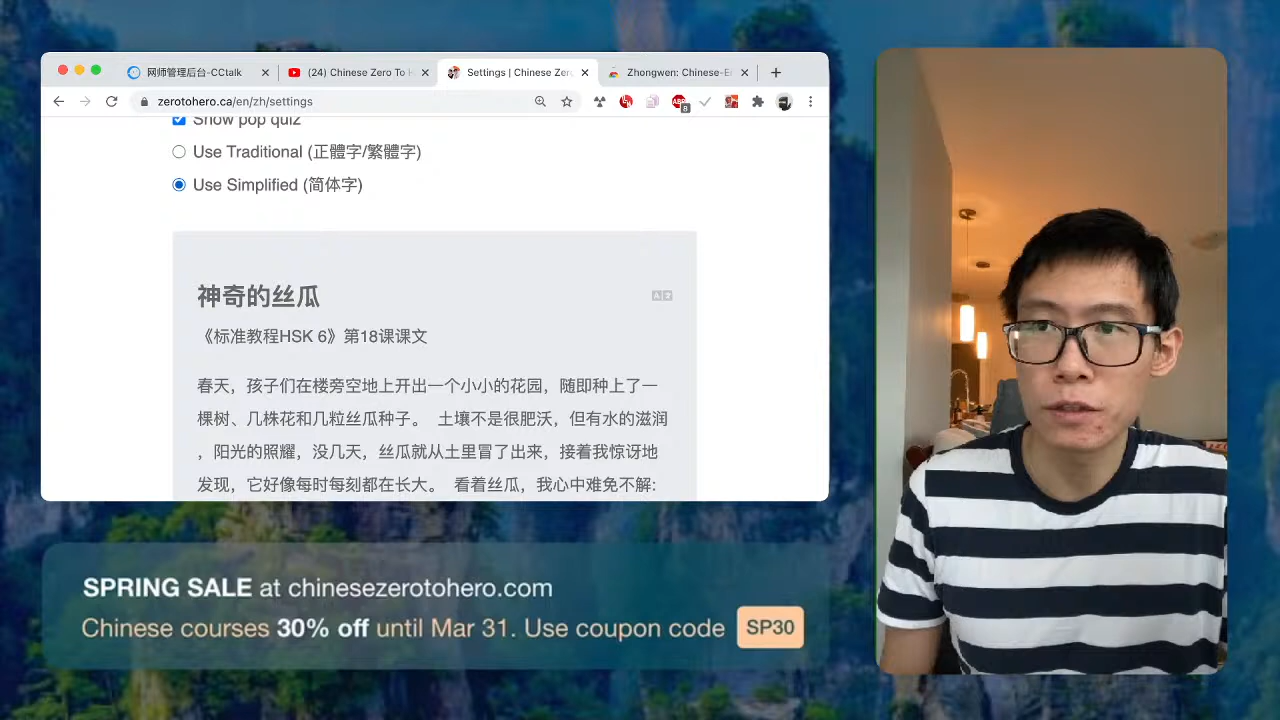 网师管理后台-CCtalk
(24) Chinese Zero To H
Settings | Chinese Zero
Zhongwen: Chinese-E
zerotohero.ca/en/zh/settings
8
Show pop quiz
Use Traditional (正體字/繁體字)
Use Simplified (简体字)
神奇的丝瓜
《标准教程HSK 6》第18课课文
春天，孩子们在楼旁空地上开出一个小小的花园，随即种上了一
棵树、几株花和几粒丝瓜种子。 土壤不是很肥沃，但有水的滋润
，阳光的照耀，没几天，丝瓜就从土里冒了出来，接着我惊讶地
发现，它好像每时每刻都在长大。 看着丝瓜，我心中难免不解：
SPRING SALE at chinesezerotohero.com
Chinese courses 30% off until Mar 31. Use coupon code SP30